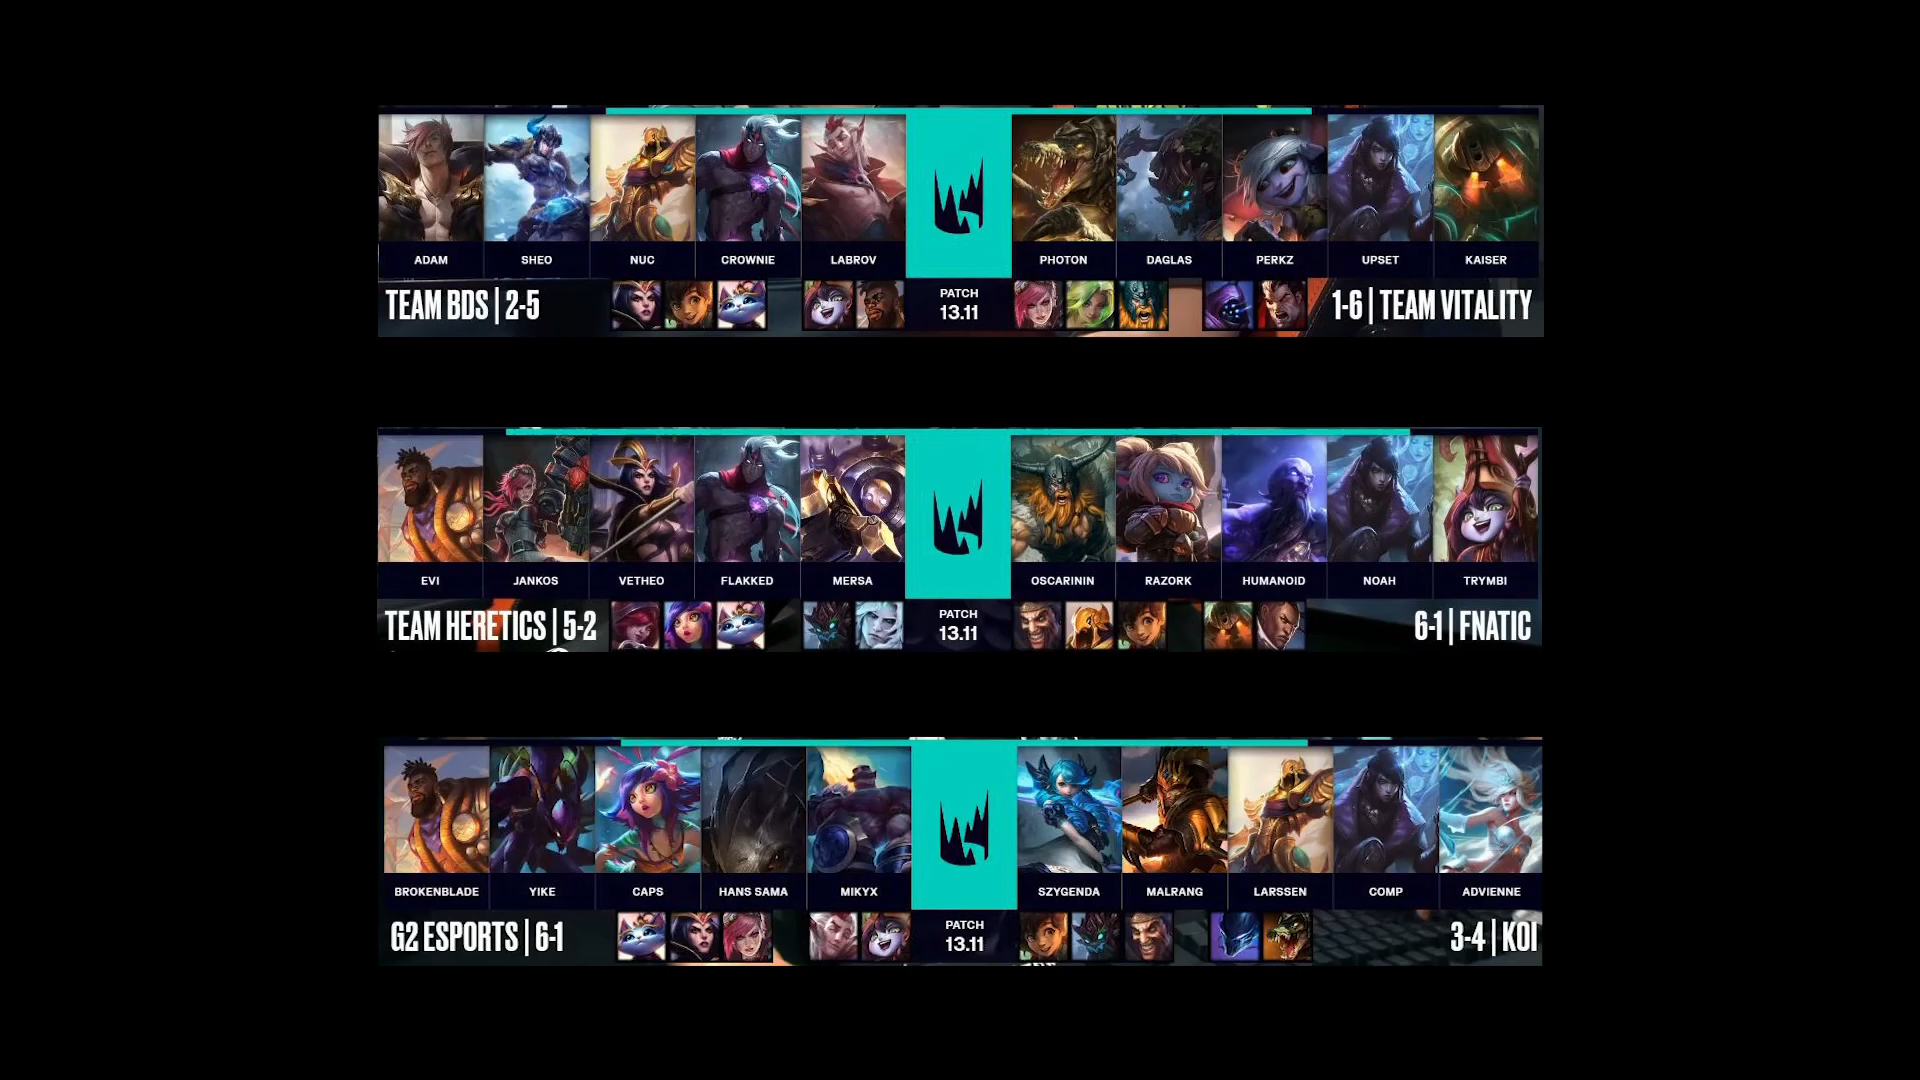 ADAM SHEO NUC CROWNIE LABROV PHOTON DAGLAS PERKZ UPSET KAISER
TEAM BDS | 2-5
PATCH
13.11
1-6 | TEAM VITALITY
EVI JANKOS VETHEO FLAKKED MERSA OSCARININ RAZORK HUMANOID NOAH TRYMBI
TEAM HERETICS | 5-2
PATCH
13.11
6-1 | FNATIC
BROKENBLADE YIKE CAPS HANS SAMA MIKYX SZYGENDA MALRANG LARSSEN COMP ADVIENNE
G2 ESPORTS | 6-1
PATCH
13.11
3-4 | KOI